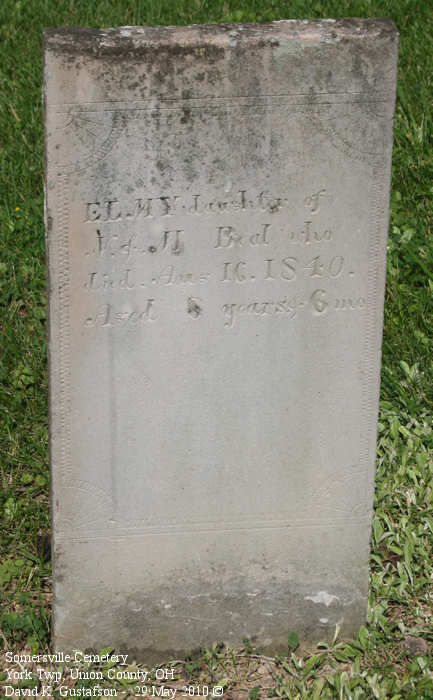 ELMY daughter of
N. & M Beal who
died Aug 16. 1840.
Aged 8 years & 6 mo
Somersville-Cemetery
York Twp, Union County, OH
David K. Gustafson - 29 May 2010 ©